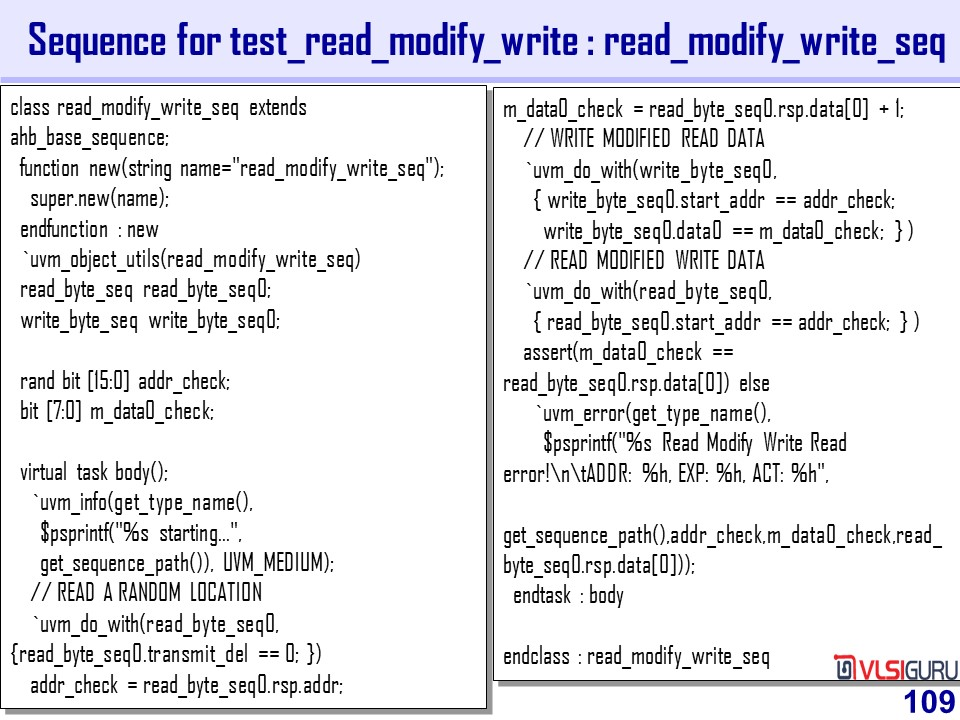 Sequence for test_read_modify_write : read_modify_write_seq
class read_modify_write_seq extends
ahb_base_sequence;
function new(string name="read_modify_write_seq");
super.new(name);
endfunction : new
`uvm_object_utils(read_modify_write_seq)
read_byte_seq read_byte_seq0;
write_byte_seq write_byte_seq0;
rand bit [15:0] addr_check;
bit [7:0] m_data0_check;
virtual task body();
`uvm_info(get_type_name(),
$psprintf("%s starting...",
get_sequence_path()), UVM_MEDIUM);
// READ A RANDOM LOCATION
`uvm_do_with(read_byte_seq0,
{read_byte_seq0.transmit_del == 0; })
addr_check = read_byte_seq0.rsp.addr;
m_data0_check = read_byte_seq0.rsp.data[0] + 1;
// WRITE MODIFIED READ DATA
`uvm_do_with(write_byte_seq0,
{ write_byte_seq0.start_addr == addr_check;
write_byte_seq0.data0 == m_data0_check; } )
// READ MODIFIED WRITE DATA
`uvm_do_with(read_byte_seq0,
{ read_byte_seq0.start_addr == addr_check; } )
assert(m_data0_check ==
read_byte_seq0.rsp.data[0]) else
`uvm_error(get_type_name(),
$psprintf("%s Read Modify Write Read
error!\n\tADDR: %h, EXP: %h, ACT: %h",
get_sequence_path(),addr_check,m_data0_check,read_
byte_seq0.rsp.data[0]));
endtask : body
endclass : read_modify_write_seq
VLSIGURU
109